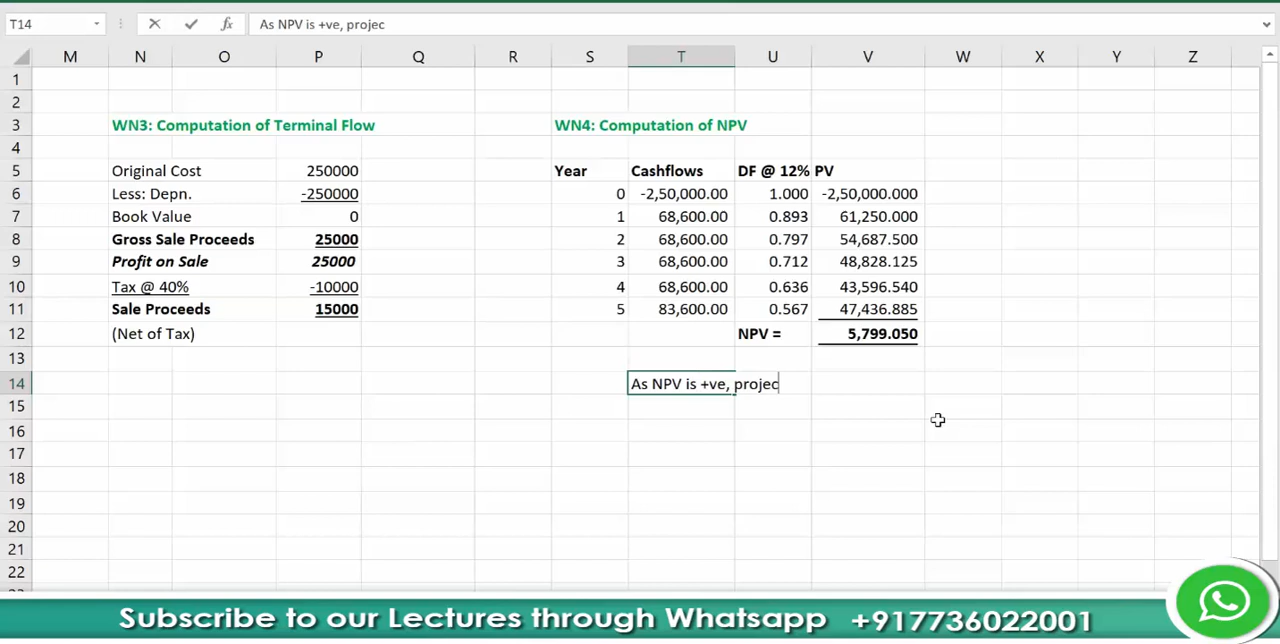 T14 fx As NPV is +ve, projec
M N O P Q R S T U V W X Y Z
1
2
3 WN3: Computation of Terminal Flow WN4: Computation of NPV
4
5 Original Cost 250000 Year Cashflows DF @ 12% PV
6 Less: Depn. -250000 0 -2,50,000.00 1.000 -2,50,000.000
7 Book Value 0 1 68,600.00 0.893 61,250.000
8 Gross Sale Proceeds 25000 2 68,600.00 0.797 54,687.500
9 Profit on Sale 25000 3 68,600.00 0.712 48,828.125
10 Tax @ 40% -10000 4 68,600.00 0.636 43,596.540
11 Sale Proceeds 15000 5 83,600.00 0.567 47,436.885
12 (Net of Tax) NPV = 5,799.050
13
14 As NPV is +ve, projec
15
16
17
18
19
20
21
22
Subscribe to our Lectures through Whatsapp +917736022001